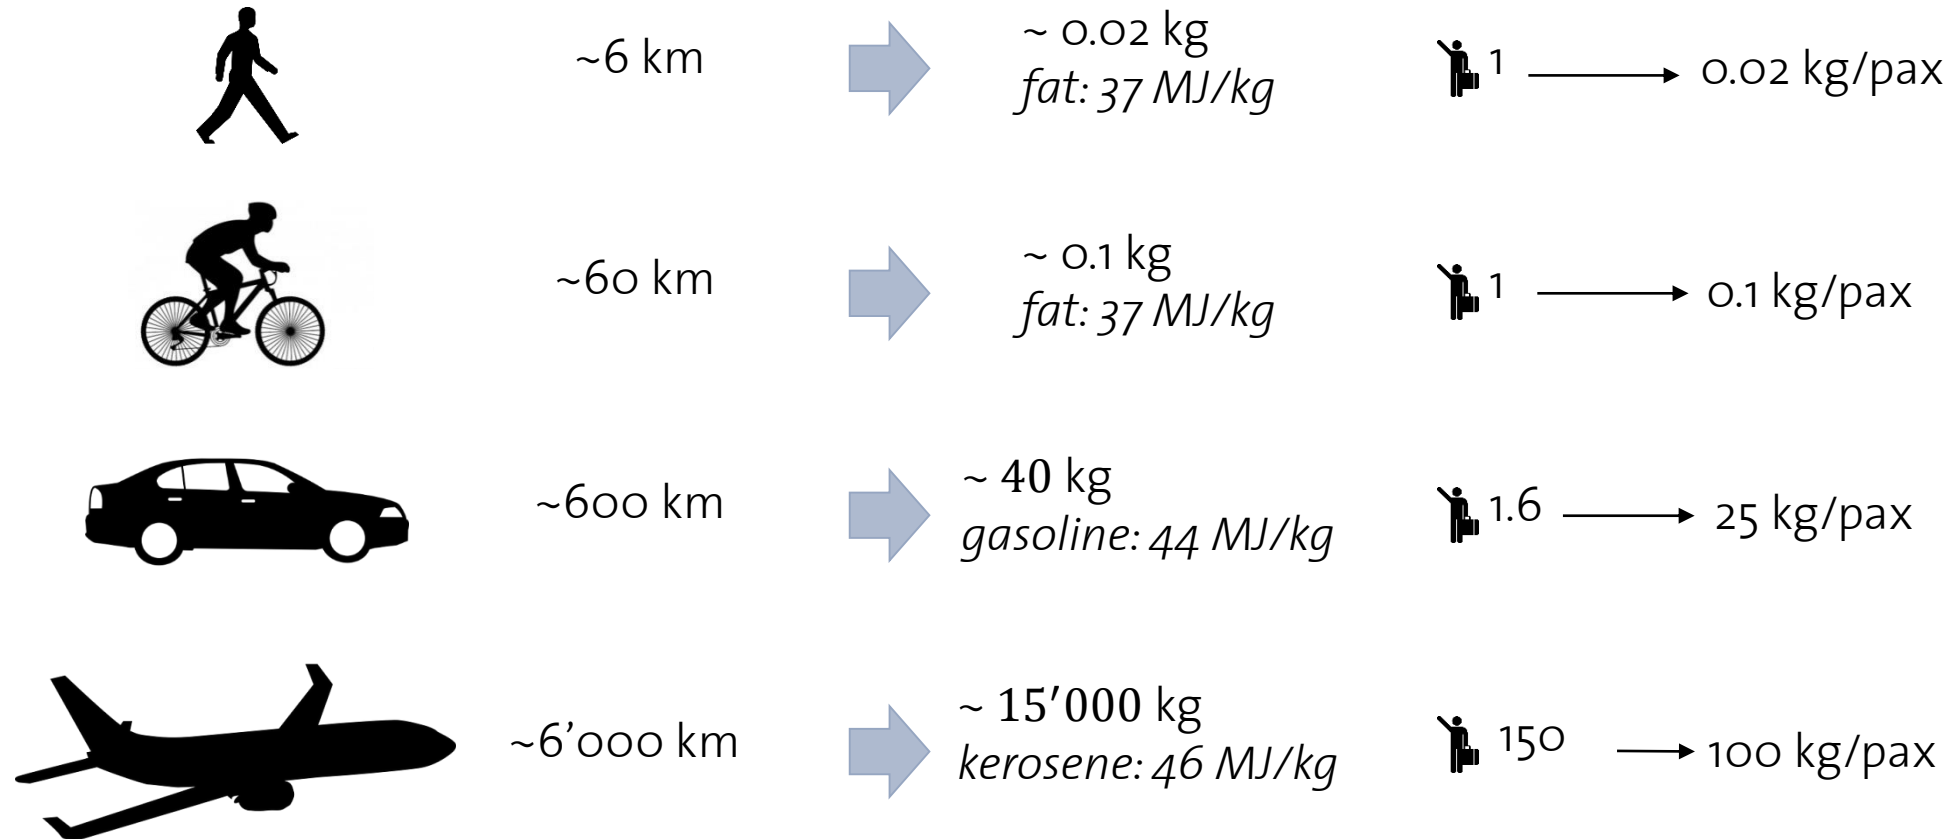 ~6 km
~ 0.02 kg
fat: 37 MJ/kg
1
0.02 kg/pax
~60 km
~ 0.1 kg
fat: 37 MJ/kg
1
0.1 kg/pax
~600 km
~ 40 kg
gasoline: 44 MJ/kg
1.6
25 kg/pax
~6’000 km
~ 15′000 kg
kerosene: 46 MJ/kg
150
100 kg/pax